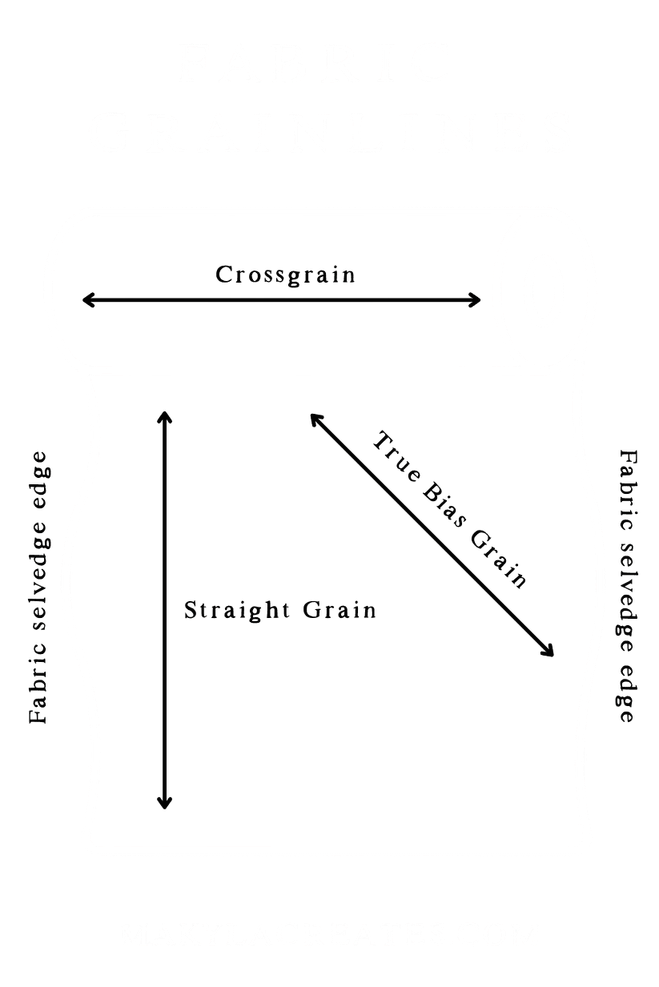 Crossgrain
True Bias Grain
Fabric selvedge edge
Straight Grain
Fabric selvedge edge